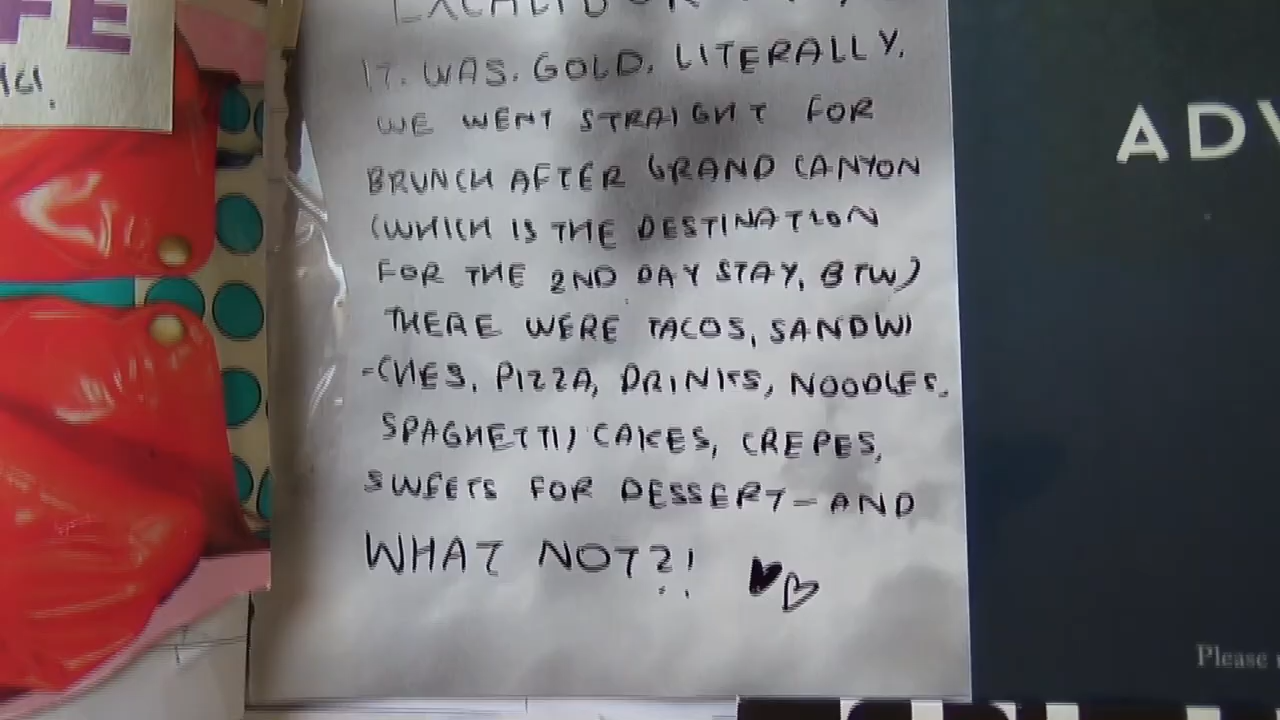 FE
IT. WAS. GOLD. LITERALLY.
WE WENT STRAIGHT FOR
BRUNCH AFTER GRAND CANYON
(WHICH IS THE DESTINATION
FOR THE 2ND DAY STAY, BTW)
THERE WERE TACOS, SANDWI
-CHES, PIZZA, DRINKS, NOODLES,
SPAGHETTI, CAKES, CREPES,
SWEETS FOR DESSERT - AND
WHAT NOT?!
ADV
Please